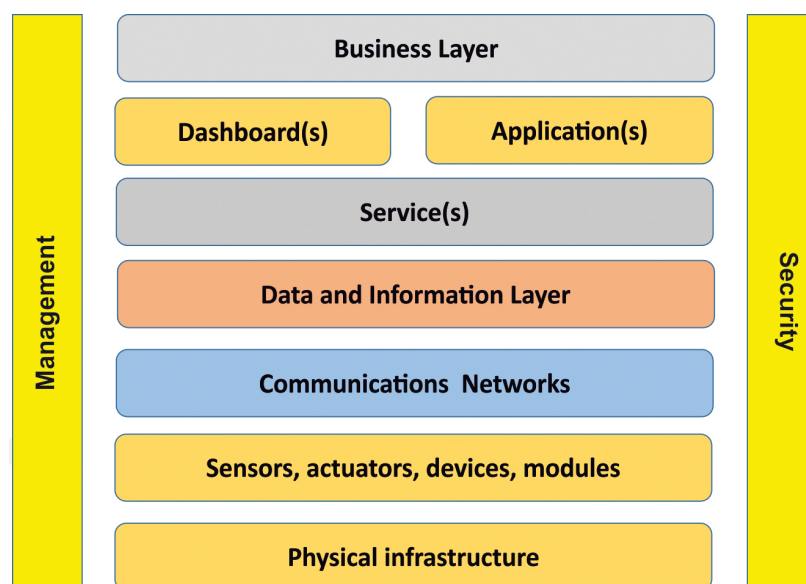 Business Layer
Dashboard(s)
Application(s)
Service(s)
Data and Information Layer
Communications Networks
Sensors, actuators, devices, modules
Physical infrastructure
Management
Security